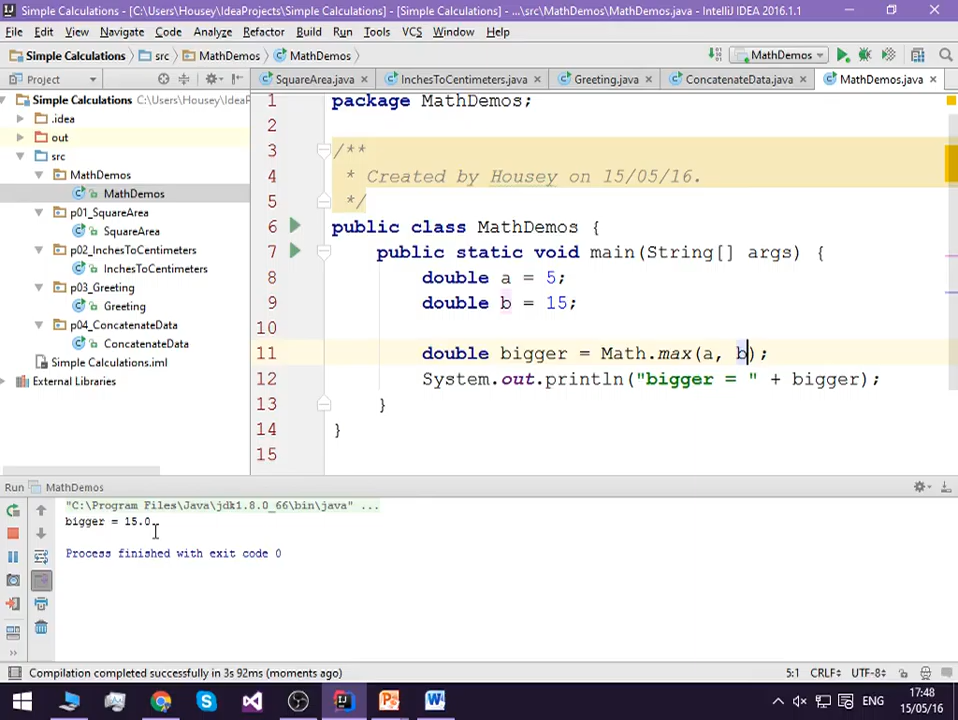 Simple Calculations - [C:\Users\Housey\IdeaProjects\Simple Calculations] - [Simple Calculations] - ...\src\MathDemos\MathDemos.java - IntelliJ IDEA 2016.1.1
File Edit View Navigate Code Analyze Refactor Build Run Tools VCS Window Help
Simple Calculations src MathDemos MathDemos MathDemos
Project SquareArea.java InchesToCentimeters.java Greeting.java ConcatenateData.java MathDemos.java
Simple Calculations C:\Users\Housey\IdeaP
.idea
out
src
MathDemos
MathDemos
p01_SquareArea
SquareArea
p02_InchesToCentimeters
InchesToCentimeters
p03_Greeting
Greeting
p04_ConcatenateData
ConcatenateData
Simple Calculations.iml
External Libraries
1 package MathDemos;
2
3 /**
4 * Created by Housey on 15/05/16.
5 */
6 public class MathDemos {
7 public static void main(String[] args) {
8 double a = 5;
9 double b = 15;
10
11 double bigger = Math.max(a, b);
12 System.out.println("bigger = " + bigger);
13 }
14 }
15
Run MathDemos
"C:\Program Files\Java\jdk1.8.0_66\bin\java" ...
bigger = 15.0
Process finished with exit code 0
Compilation completed successfully in 3s 92ms (moments ago) 5:1 CRLF÷ UTF-8÷
ENG 17:48
15/05/16